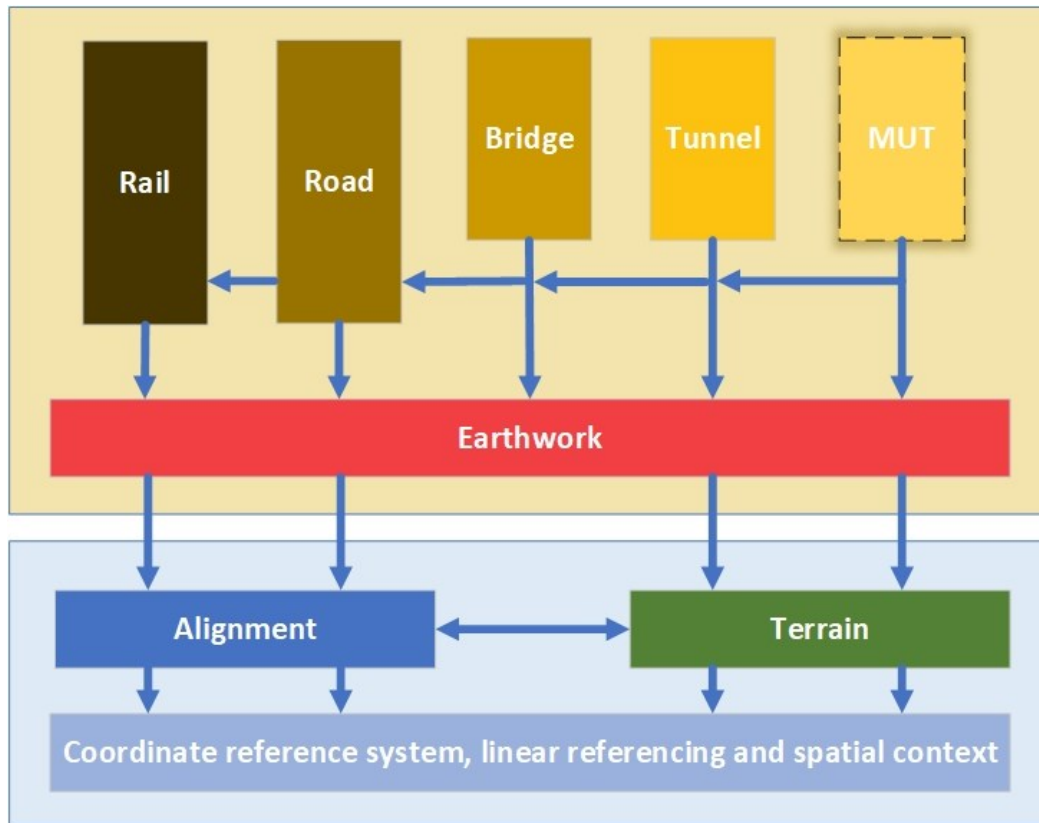 Rail
Road
Bridge
Tunnel
MUT
Earthwork
Alignment
Terrain
Coordinate reference system, linear referencing and spatial context